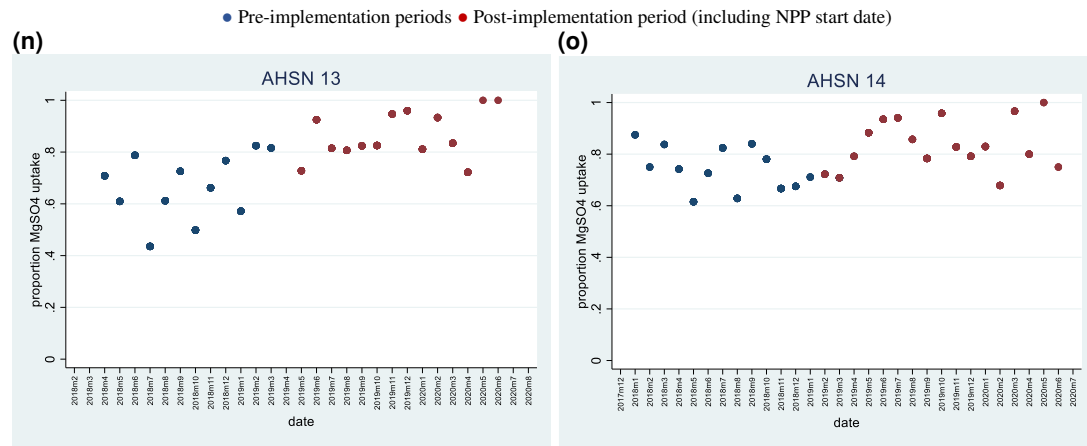 Pre-implementation periods Post-implementation period (including NPP start date)
(n)
AHSN 13
proportion MgSO4 uptake
1
.8
.6
.4
.2
0
2018m2 2018m3 2018m4 2018m5 2018m6 2018m7 2018m8 2018m9 2018m10 2018m11 2018m12 2019m1 2019m2 2019m3 2019m4 2019m5 2019m6 2019m7 2019m8 2019m9 2019m10 2019m11 2019m12 2020m1 2020m2 2020m3 2020m4 2020m5 2020m6 2020m7 2020m8
date
(o)
AHSN 14
proportion MgSO4 uptake
1
.8
.6
.4
.2
0
2017m12 2018m1 2018m2 2018m3 2018m4 2018m5 2018m6 2018m7 2018m8 2018m9 2018m10 2018m11 2018m12 2019m1 2019m2 2019m3 2019m4 2019m5 2019m6 2019m7 2019m8 2019m9 2019m10 2019m11 2019m12 2020m1 2020m2 2020m3 2020m4 2020m5 2020m6 2020m7
date